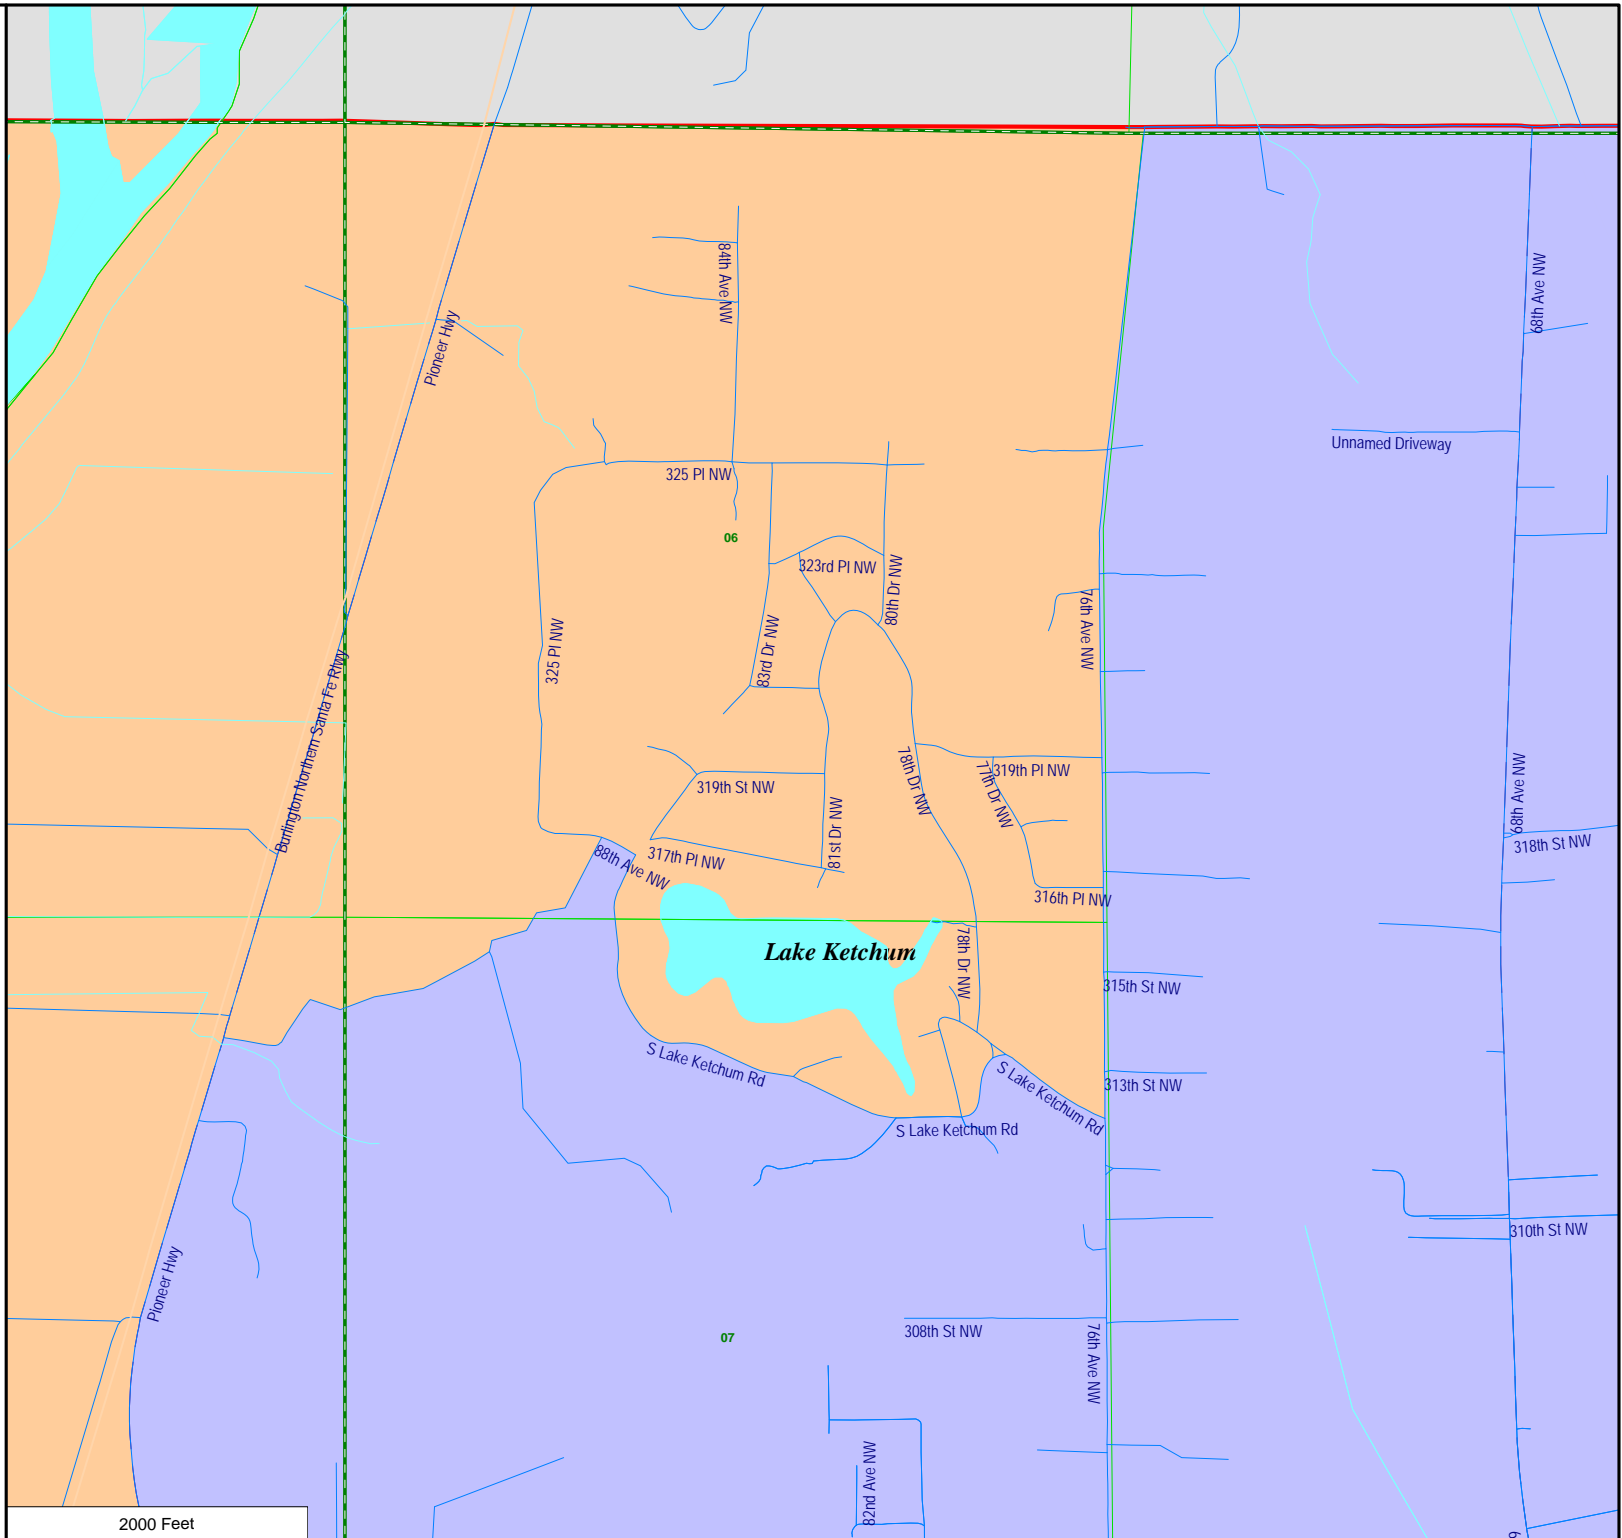 84th Ave NW
68th Ave NW
Pioneer Hwy
Unnamed Driveway
325 Pl NW
06
323rd Pl NW
80th Dr NW
76th Ave NW
325 Pl NW
83rd Dr NW
Burlington Northern Santa Fe Rlwy
78th Dr NW
77th Dr NW
319th Pl NW
319th St NW
68th Ave NW
81st Dr NW
318th St NW
88th Ave NW
317th Pl NW
316th Pl NW
Lake Ketchum
78th Dr NW
315th St NW
S Lake Ketchum Rd
S Lake Ketchum Rd
313th St NW
S Lake Ketchum Rd
310th St NW
Pioneer Hwy
07
308th St NW
76th Ave NW
82nd Ave NW
2000 Feet